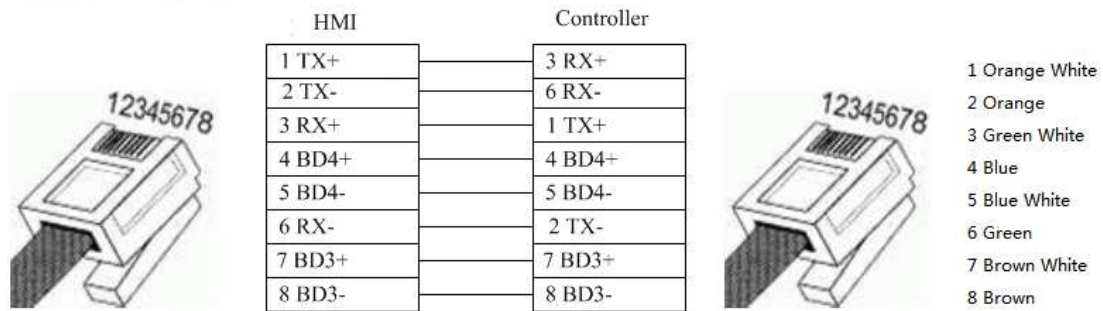 HMI Controller
12345678
1 TX+ 3 RX+
2 TX- 6 RX-
3 RX+ 1 TX+
4 BD4+ 4 BD4+
5 BD4- 5 BD4-
6 RX- 2 TX-
7 BD3+ 7 BD3+
8 BD3- 8 BD3-
12345678
1 Orange White
2 Orange
3 Green White
4 Blue
5 Blue White
6 Green
7 Brown White
8 Brown